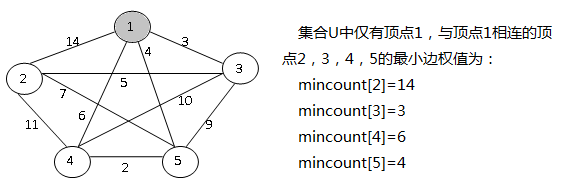 1
14
4
3
2
3
5
7
10
6
11
9
4
5
2
集合U中仅有顶点1，与顶点1相连的顶
点2，3，4，5的最小边权值为：
mincount[2]=14
mincount[3]=3
mincount[4]=6
mincount[5]=4